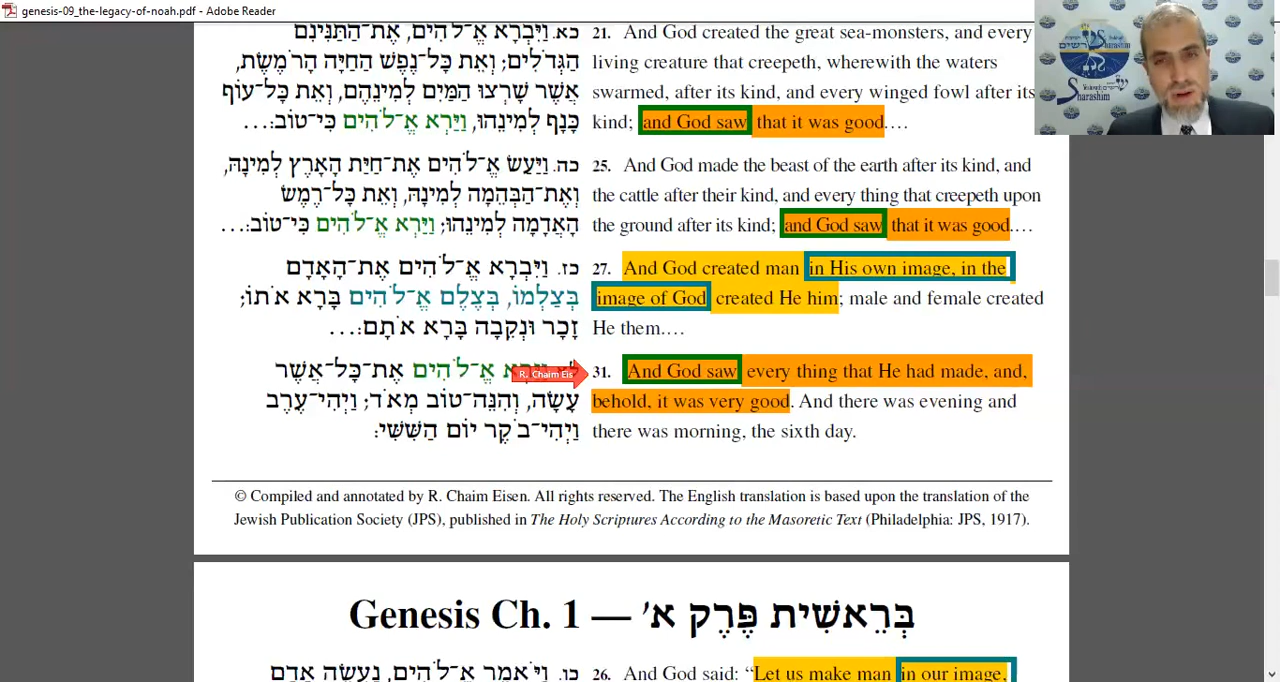 genesis-09_the-legacy-of-noah.pdf - Adobe Reader
כא. וַיִּבְרָא אֱ־לֹהִים, אֶת־הַתַּנִּינִם
הַגְּדֹלִים; וְאֵת כָּל־נֶפֶשׁ הַחַיָּה הָרֹמֶשֶׂת,
אֲשֶׁר שָׁרְצוּ הַמַּיִם לְמִינֵהֶם, וְאֵת כָּל־עוֹף
כָּנָף לְמִינֵהוּ, וַיַּרְא אֱ־לֹהִים כִּי־טוֹב:…
21. And God created the great sea-monsters, and every
living creature that creepeth, wherewith the waters
swarmed, after its kind, and every winged fowl after its
kind; and God saw that it was good.…
כה. וַיַּעַשׂ אֱ־לֹהִים אֶת־חַיַּת הָאָרֶץ לְמִינָהּ,
וְאֶת־הַבְּהֵמָה לְמִינָהּ, וְאֵת כָּל־רֶמֶשׂ
הָאֲדָמָה לְמִינֵהוּ; וַיַּרְא אֱ־לֹהִים כִּי־טוֹב:…
25. And God made the beast of the earth after its kind, and
the cattle after their kind, and every thing that creepeth upon
the ground after its kind; and God saw that it was good.…
כז. וַיִּבְרָא אֱ־לֹהִים אֶת־הָאָדָם
בְּצַלְמוֹ, בְּצֶלֶם אֱ־לֹהִים בָּרָא אֹתוֹ;
זָכָר וּנְקֵבָה בָּרָא אֹתָם:…
27. And God created man in His own image, in the
image of God created He him; male and female created
He them.…
אֱ־לֹהִים אֶת־כָּל־אֲשֶׁר
עָשָׂה, וְהִנֵּה־טוֹב מְאֹד; וַיְהִי־עֶרֶב
וַיְהִי־בֹקֶר יוֹם הַשִּׁשִּׁי:
R. Chaim Eis
31. And God saw every thing that He had made, and,
behold, it was very good. And there was evening and
there was morning, the sixth day.
© Compiled and annotated by R. Chaim Eisen. All rights reserved. The English translation is based upon the translation of the
Jewish Publication Society (JPS), published in The Holy Scriptures According to the Masoretic Text (Philadelphia: JPS, 1917).
Genesis Ch. 1 — בְּרֵאשִׁית פֶּרֶק א׳
כו. וַיֹּאמֶר אֱ־לֹהִים, נַעֲשֶׂה אָדָם
26. And God said: “Let us make man in our image,
Sharashim